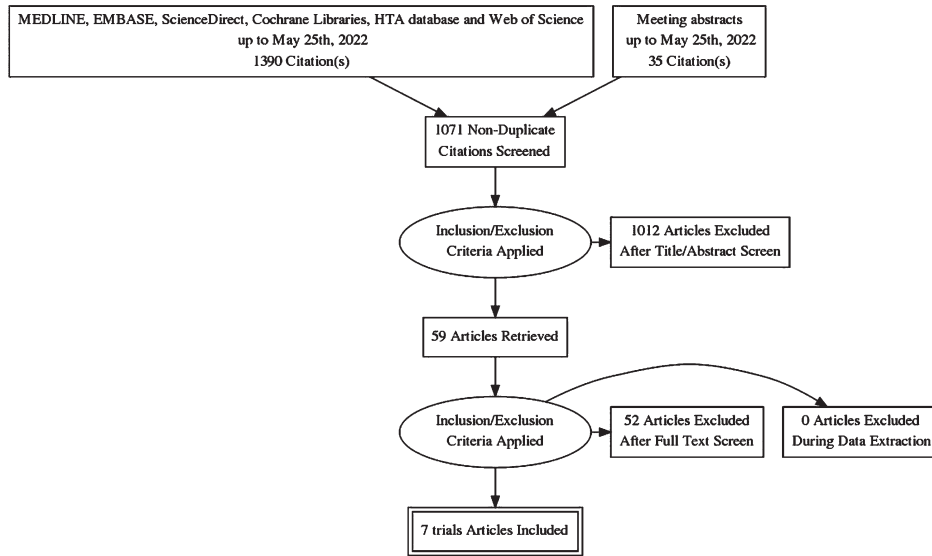 MEDLINE, EMBASE, ScienceDirect, Cochrane Libraries, HTA database and Web of Science
up to May 25th, 2022
1390 Citation(s)
Meeting abstracts
up to May 25th, 2022
35 Citation(s)
1071 Non-Duplicate
Citations Screened
Inclusion/Exclusion
Criteria Applied
1012 Articles Excluded
After Title/Abstract Screen
59 Articles Retrieved
Inclusion/Exclusion
Criteria Applied
52 Articles Excluded
After Full Text Screen
0 Articles Excluded
During Data Extraction
7 trials Articles Included